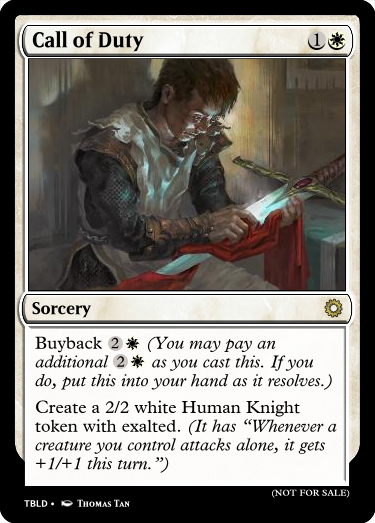 Call of Duty 1
Sorcery
Buyback 2 (You may pay an
additional 2 as you cast this. If you
do, put this into your hand as it resolves.)
Create a 2/2 white Human Knight
token with exalted. (It has “Whenever a
creature you control attacks alone, it gets
+1/+1 this turn.”)
(NOT FOR SALE)
TBLD • Thomas Tan